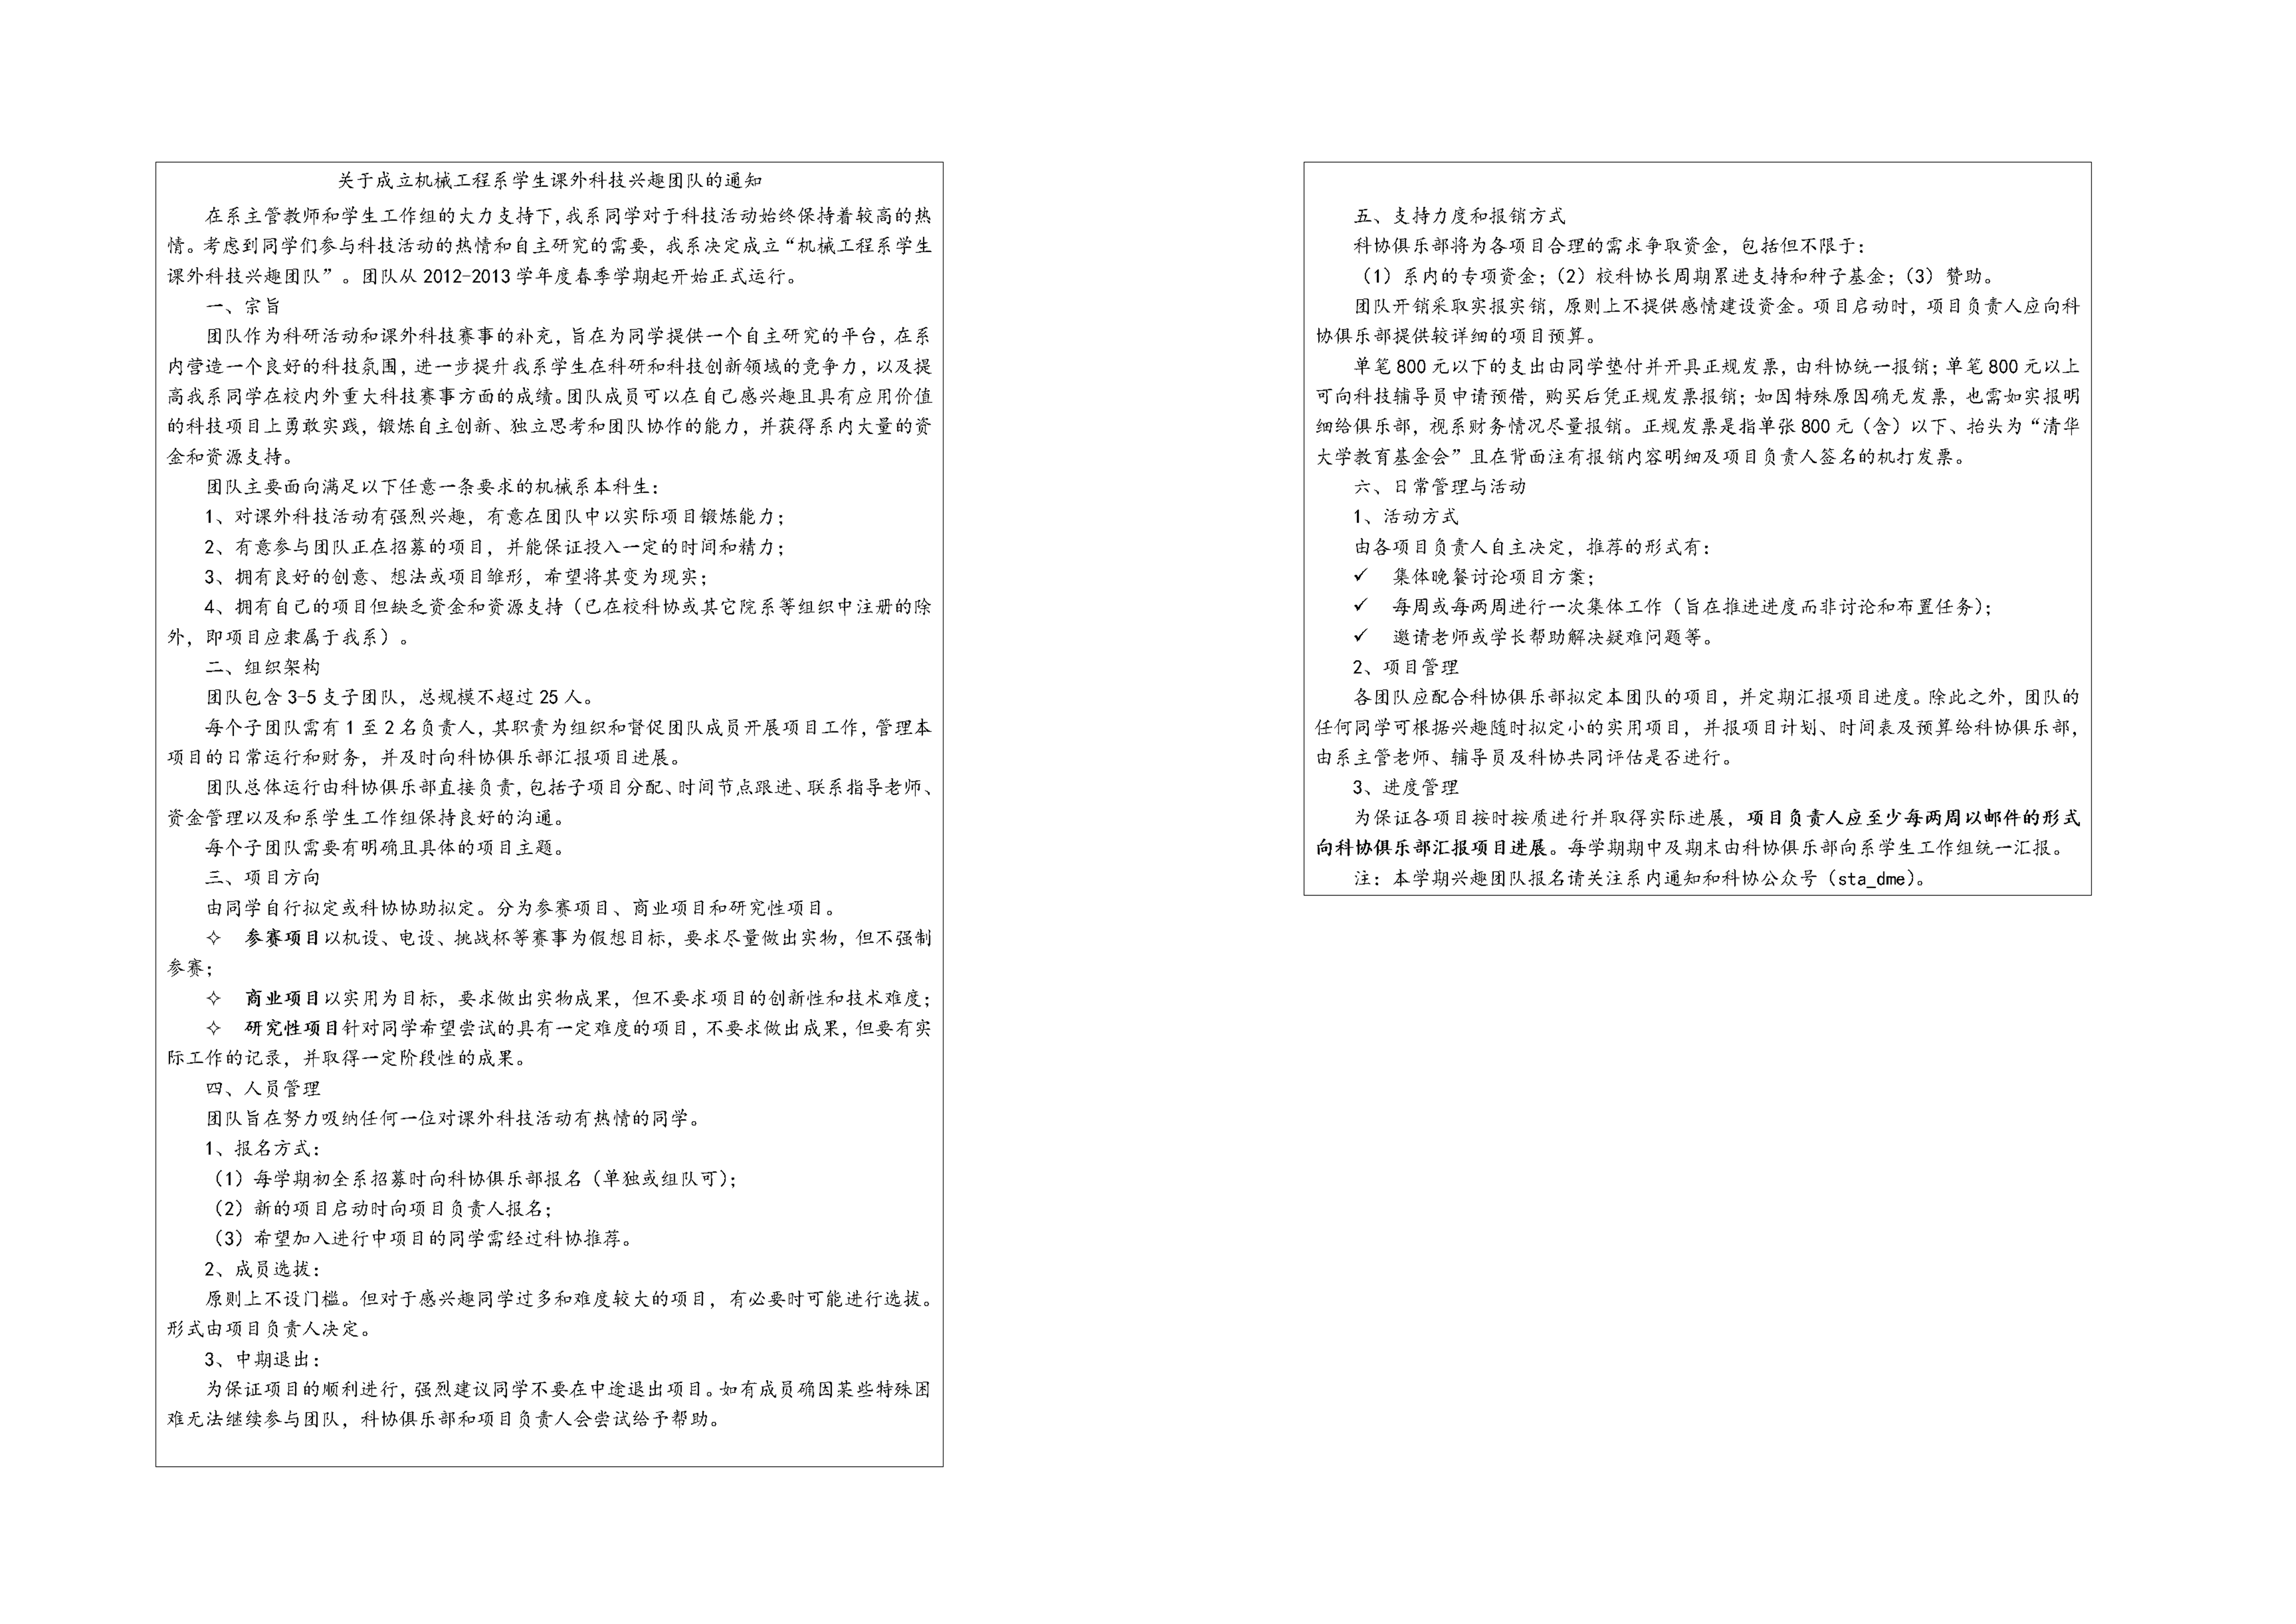 关于成立机械工程系学生课外科技兴趣团队的通知
在系主管教师和学生工作组的大力支持下，我系同学对于科技活动始终保持着较高的热
情。考虑到同学们参与科技活动的热情和自主研究的需要，我系决定成立“机械工程系学生
课外科技兴趣团队”。团队从 2012-2013 学年度春季学期起开始正式运行。
一、宗旨
团队作为科研活动和课外科技赛事的补充，旨在为同学提供一个自主研究的平台，在系
内营造一个良好的科技氛围，进一步提升我系学生在科研和科技创新领域的竞争力，以及提
高我系同学在校内外重大科技赛事方面的成绩。团队成员可以在自己感兴趣且具有应用价值
的科技项目上勇敢实践，锻炼自主创新、独立思考和团队协作的能力，并获得系内大量的资
金和资源支持。
团队主要面向满足以下任意一条要求的机械系本科生：
1、对课外科技活动有强烈兴趣，有意在团队中以实际项目锻炼能力；
2、有意参与团队正在招募的项目，并能保证投入一定的时间和精力；
3、拥有良好的创意、想法或项目雏形，希望将其变为现实；
4、拥有自己的项目但缺乏资金和资源支持（已在校科协或其它院系等组织中注册的除
外，即项目应隶属于我系）。
二、组织架构
团队包含 3-5 支子团队，总规模不超过 25 人。
每个子团队需有 1 至 2 名负责人，其职责为组织和督促团队成员开展项目工作，管理本
项目的日常运行和财务，并及时向科协俱乐部汇报项目进展。
团队总体运行由科协俱乐部直接负责，包括子项目分配、时间节点跟进、联系指导老师、
资金管理以及和系学生工作组保持良好的沟通。
每个子团队需要有明确且具体的项目主题。
三、项目方向
由同学自行拟定或科协协助拟定。分为参赛项目、商业项目和研究性项目。
✧ 参赛项目以机设、电设、挑战杯等赛事为假想目标，要求尽量做出实物，但不强制
参赛；
✧ 商业项目以实用为目标，要求做出实物成果，但不要求项目的创新性和技术难度；
✧ 研究性项目针对同学希望尝试的具有一定难度的项目，不要求做出成果，但要有实
际工作的记录，并取得一定阶段性的成果。
四、人员管理
团队旨在努力吸纳任何一位对课外科技活动有热情的同学。
1、报名方式：
（1）每学期初全系招募时向科协俱乐部报名（单独或组队可）；
（2）新的项目启动时向项目负责人报名；
（3）希望加入进行中项目的同学需经过科协推荐。
2、成员选拔：
原则上不设门槛。但对于感兴趣同学过多和难度较大的项目，有必要时可能进行选拔。
形式由项目负责人决定。
3、中期退出：
为保证项目的顺利进行，强烈建议同学不要在中途退出项目。如有成员确因某些特殊困
难无法继续参与团队，科协俱乐部和项目负责人会尝试给予帮助。
五、支持力度和报销方式
科协俱乐部将为各项目合理的需求争取资金，包括但不限于：
（1）系内的专项资金；（2）校科协长周期累进支持和种子基金；（3）赞助。
团队开销采取实报实销，原则上不提供感情建设资金。项目启动时，项目负责人应向科
协俱乐部提供较详细的项目预算。
单笔 800 元以下的支出由同学垫付并开具正规发票，由科协统一报销；单笔 800 元以上
可向科技辅导员申请预借，购买后凭正规发票报销；如因特殊原因确无发票，也需如实报明
细给俱乐部，视系财务情况尽量报销。正规发票是指单张 800 元（含）以下、抬头为“清华
大学教育基金会”且在背面注有报销内容明细及项目负责人签名的机打发票。
六、日常管理与活动
1、活动方式
由各项目负责人自主决定，推荐的形式有：
✓ 集体晚餐讨论项目方案；
✓ 每周或每两周进行一次集体工作（旨在推进进度而非讨论和布置任务）；
✓ 邀请老师或学长帮助解决疑难问题等。
2、项目管理
各团队应配合科协俱乐部拟定本团队的项目，并定期汇报项目进度。除此之外，团队的
任何同学可根据兴趣随时拟定小的实用项目，并报项目计划、时间表及预算给科协俱乐部，
由系主管老师、辅导员及科协共同评估是否进行。
3、进度管理
为保证各项目按时按质进行并取得实际进展，项目负责人应至少每两周以邮件的形式
向科协俱乐部汇报项目进展。每学期期中及期末由科协俱乐部向系学生工作组统一汇报。
注：本学期兴趣团队报名请关注系内通知和科协公众号（sta_dme）。